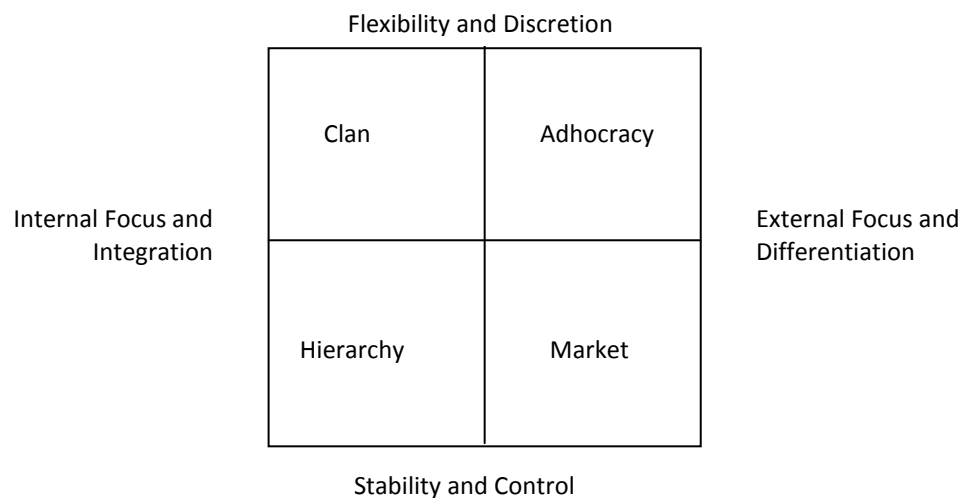 Flexibility and Discretion
Clan
Adhocracy
Internal Focus and
Integration
External Focus and
Differentiation
Hierarchy
Market
Stability and Control